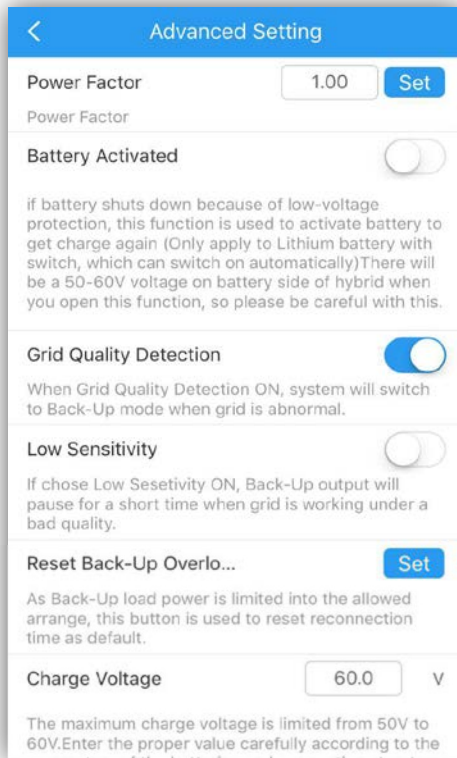 Advanced Setting
Power Factor 1.00 Set
Power Factor
Battery Activated
if battery shuts down because of low-voltage
protection, this function is used to activate battery to
get charge again (Only apply to Lithium battery with
switch, which can switch on automatically)There will
be a 50-60V voltage on battery side of hybrid when
you open this function, so please be careful with this.
Grid Quality Detection
When Grid Quality Detection ON, system will switch
to Back-Up mode when grid is abnormal.
Low Sensitivity
If chose Low Sesetivity ON, Back-Up output will
pause for a short time when grid is working under a
bad quality.
Reset Back-Up Overlo... Set
As Back-Up load power is limited into the allowed
arrange, this button is used to reset reconnection
time as default.
Charge Voltage 60.0 V
The maximum charge voltage is limited from 50V to
60V.Enter the proper value carefully according to the